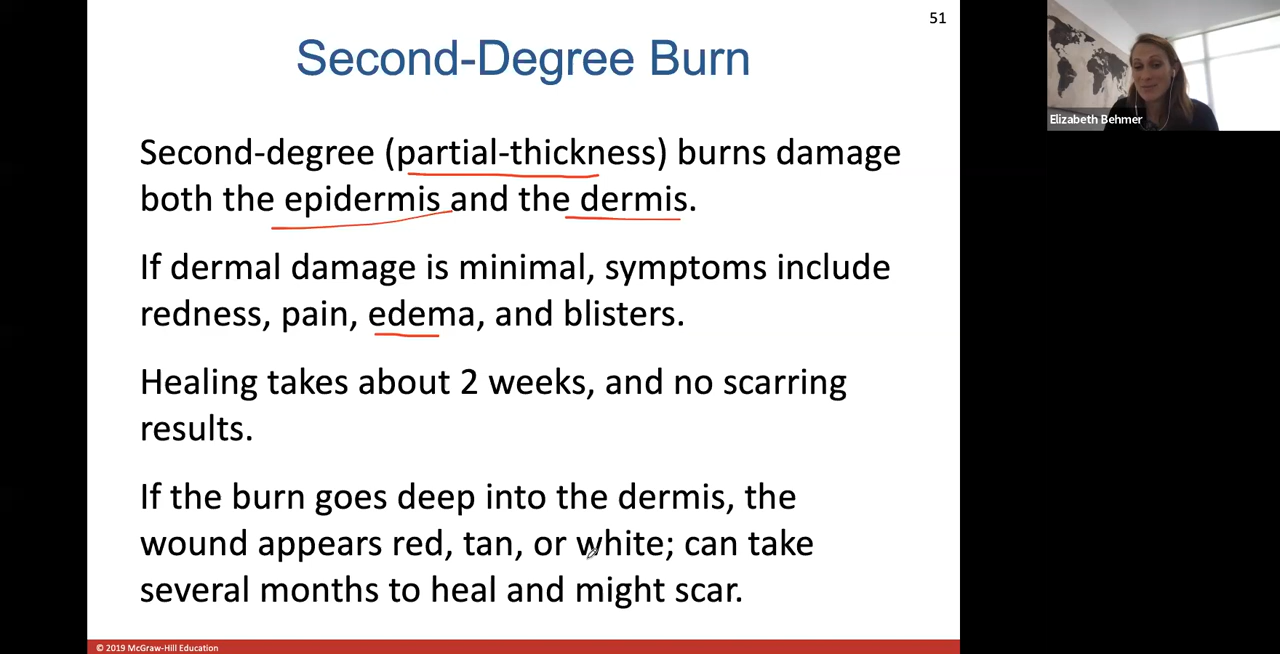 51
Second-Degree Burn
Elizabeth Behmer
Second-degree (partial-thickness) burns damage
both the epidermis and the dermis.
If dermal damage is minimal, symptoms include
redness, pain, edema, and blisters.
Healing takes about 2 weeks, and no scarring
results.
If the burn goes deep into the dermis, the
wound appears red, tan, or white; can take
several months to heal and might scar.
© 2019 McGraw-Hill Education